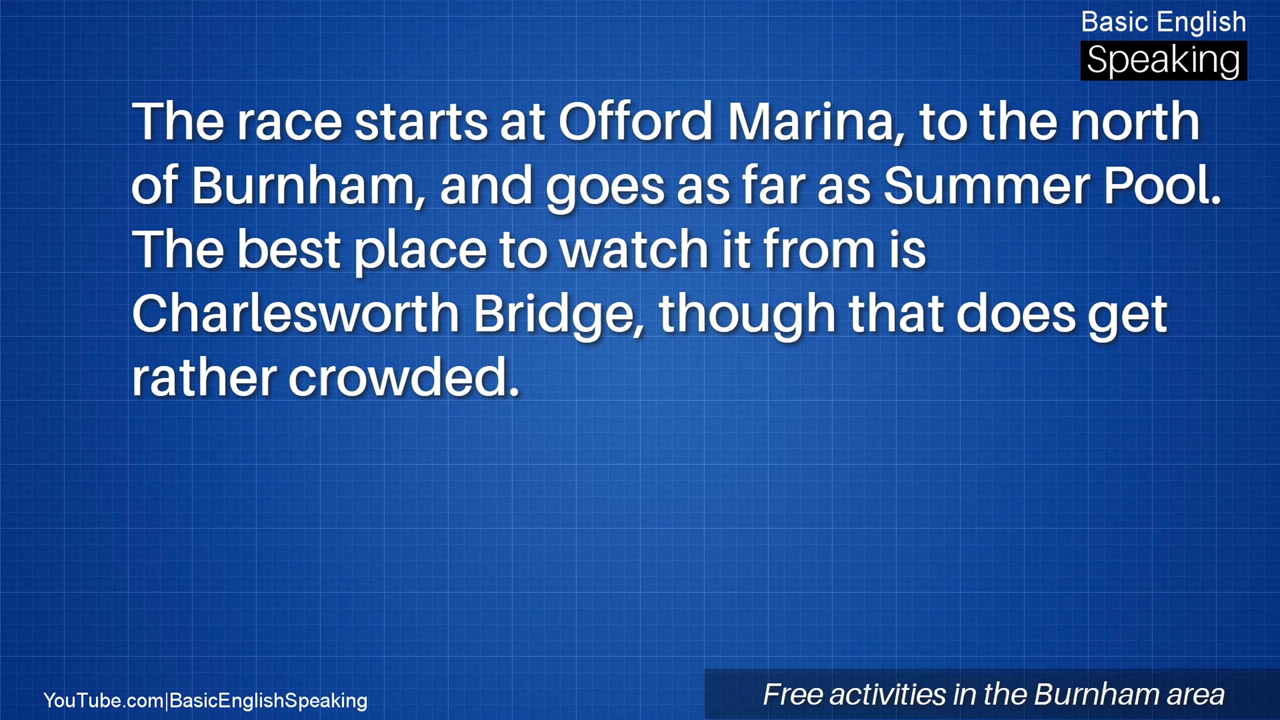 Basic English
Speaking
The race starts at Offord Marina, to the north
of Burnham, and goes as far as Summer Pool.
The best place to watch it from is
Charlesworth Bridge, though that does get
rather crowded.
YouTube.com|BasicEnglishSpeaking
Free activities in the Burnham area